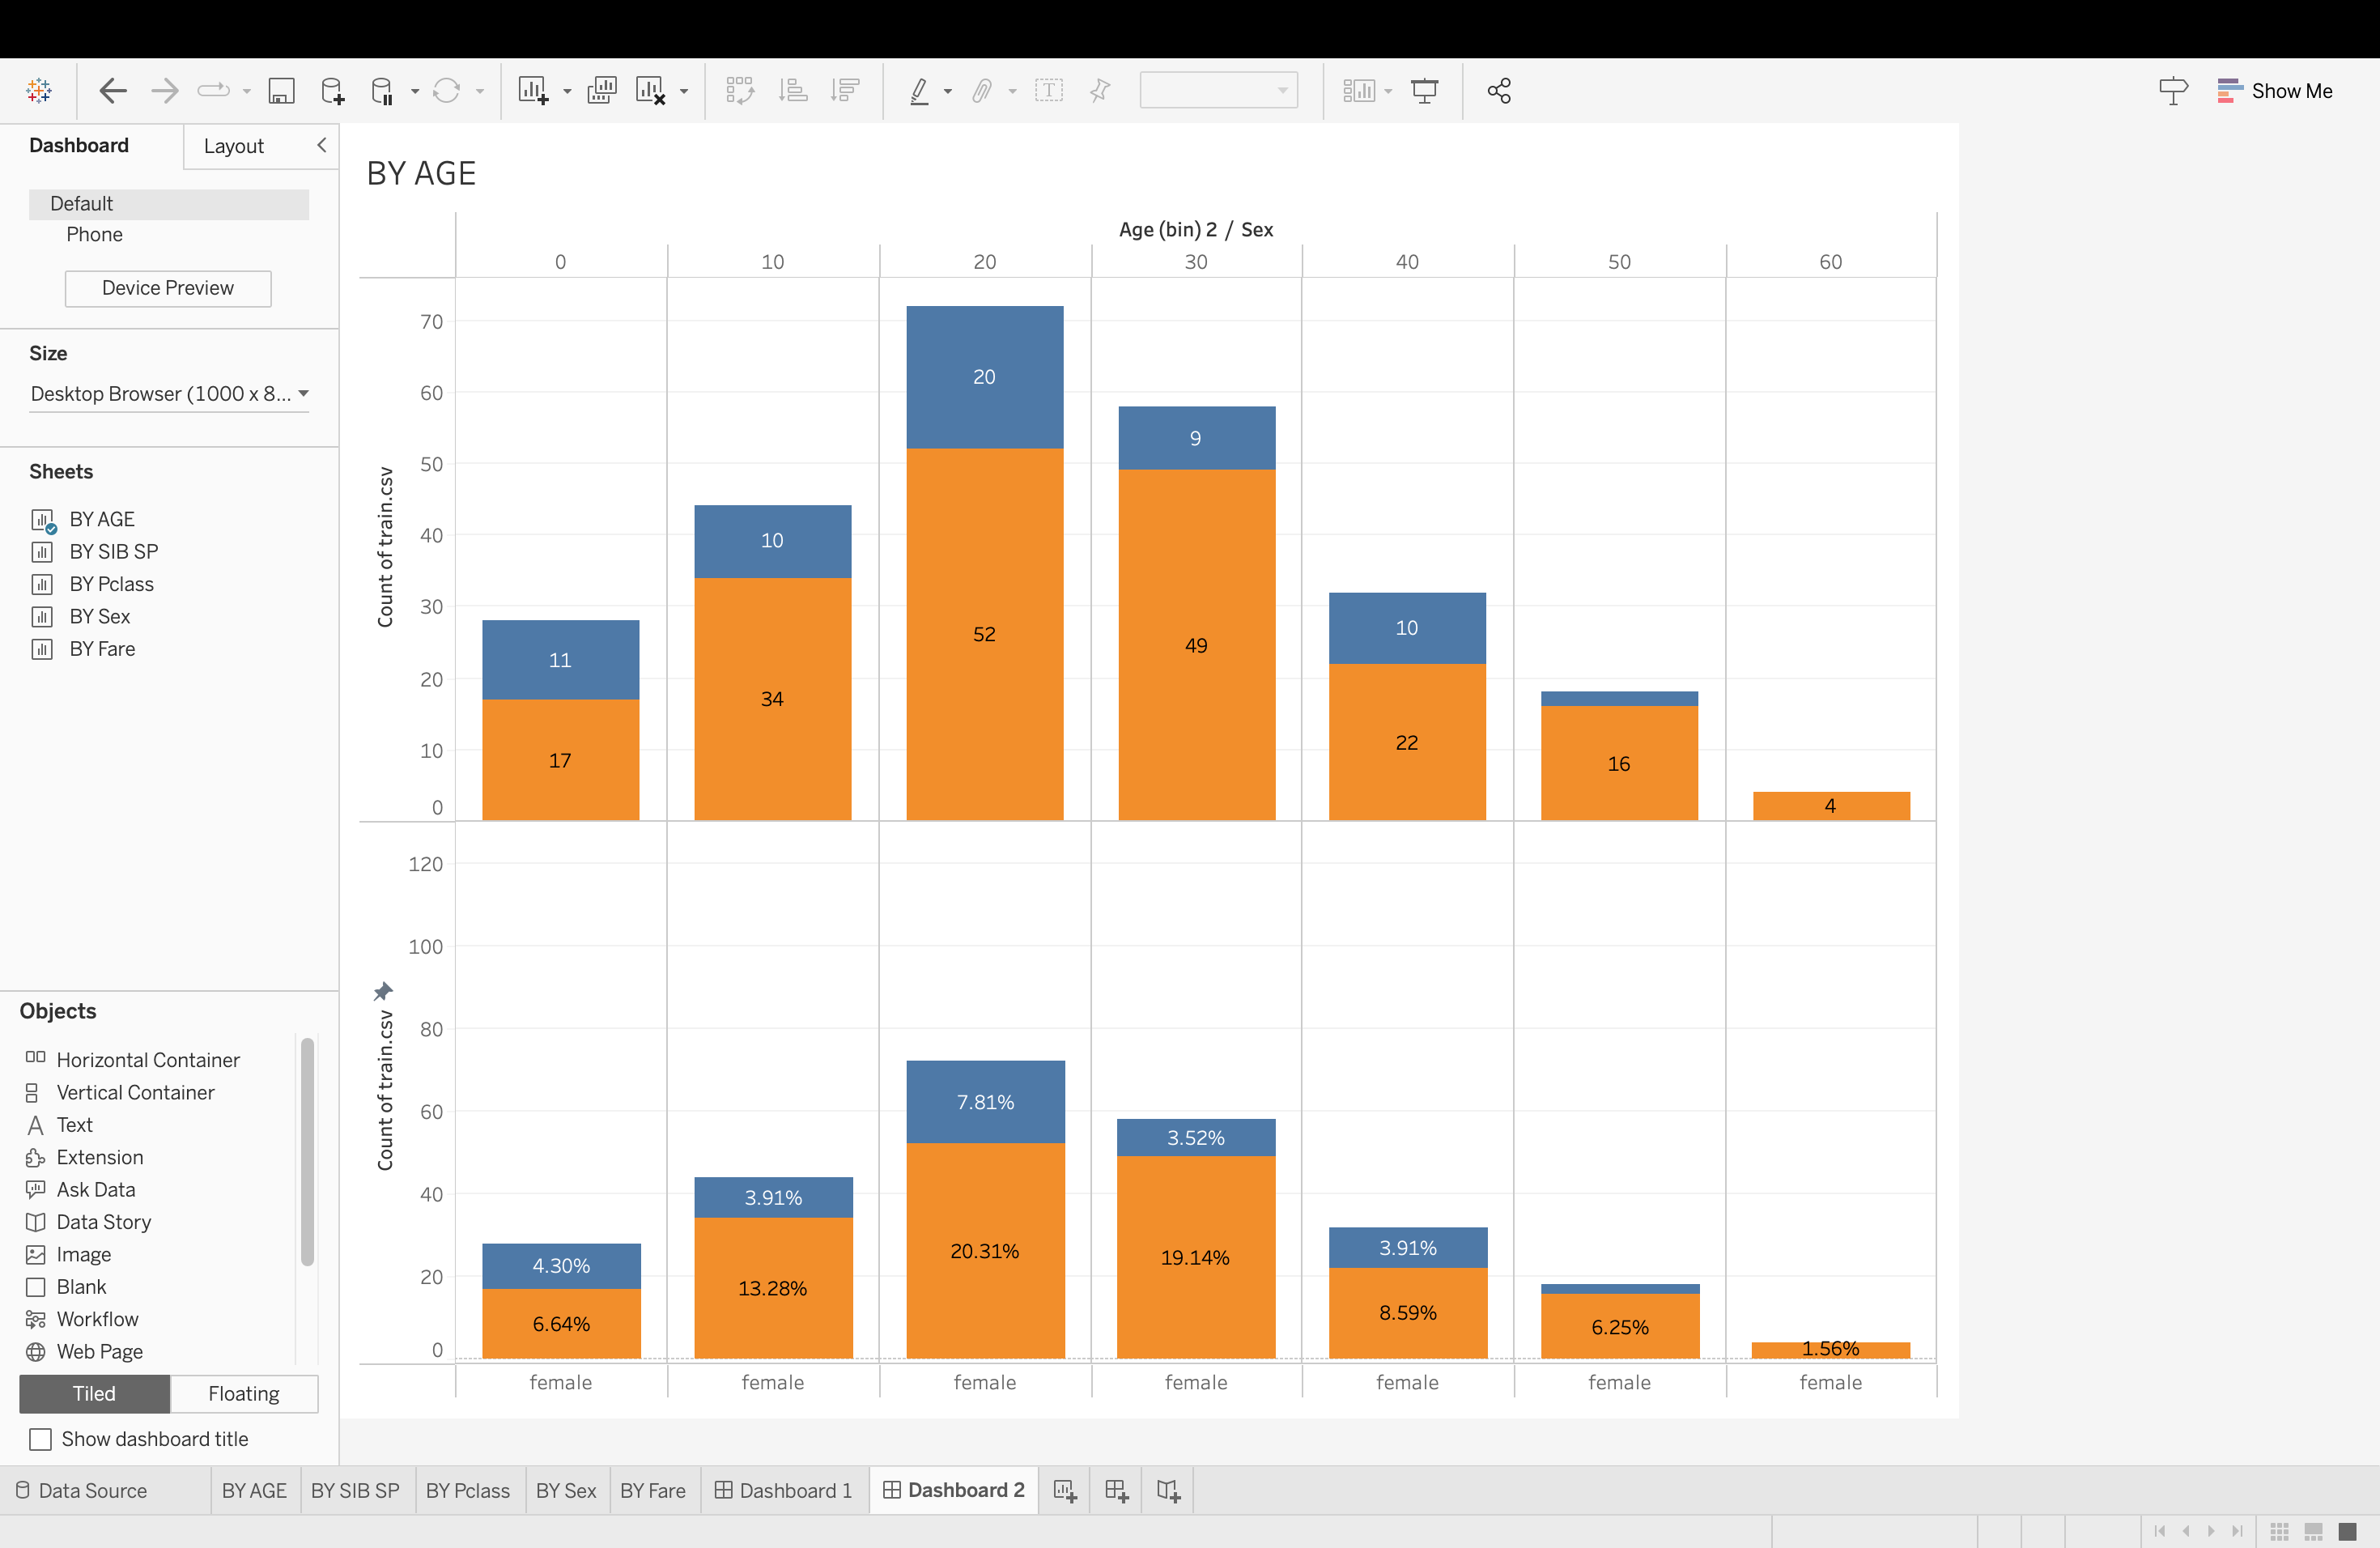 Show Me
Dashboard
Layout
Default
Phone
Device Preview
Size
Desktop Browser (1000 x 8...
Sheets
BY AGE
BY SIB SP
BY Pclass
BY Sex
BY Fare
Objects
Horizontal Container
Vertical Container
Text
Extension
Ask Data
Data Story
Image
Blank
Workflow
Web Page
Tiled
Floating
Show dashboard title
BY AGE
Age (bin) 2 / Sex
0 10 20 30 40 50 60
Count of train.csv
70
60
50
40
30
20
10
0
11
17
10
34
20
52
9
49
10
22
16
4
Count of train.csv
120
100
80
60
40
20
0
4.30%
6.64%
3.91%
13.28%
7.81%
20.31%
3.52%
19.14%
3.91%
8.59%
6.25%
1.56%
female female female female female female female
Data Source
BY AGE
BY SIB SP
BY Pclass
BY Sex
BY Fare
Dashboard 1
Dashboard 2